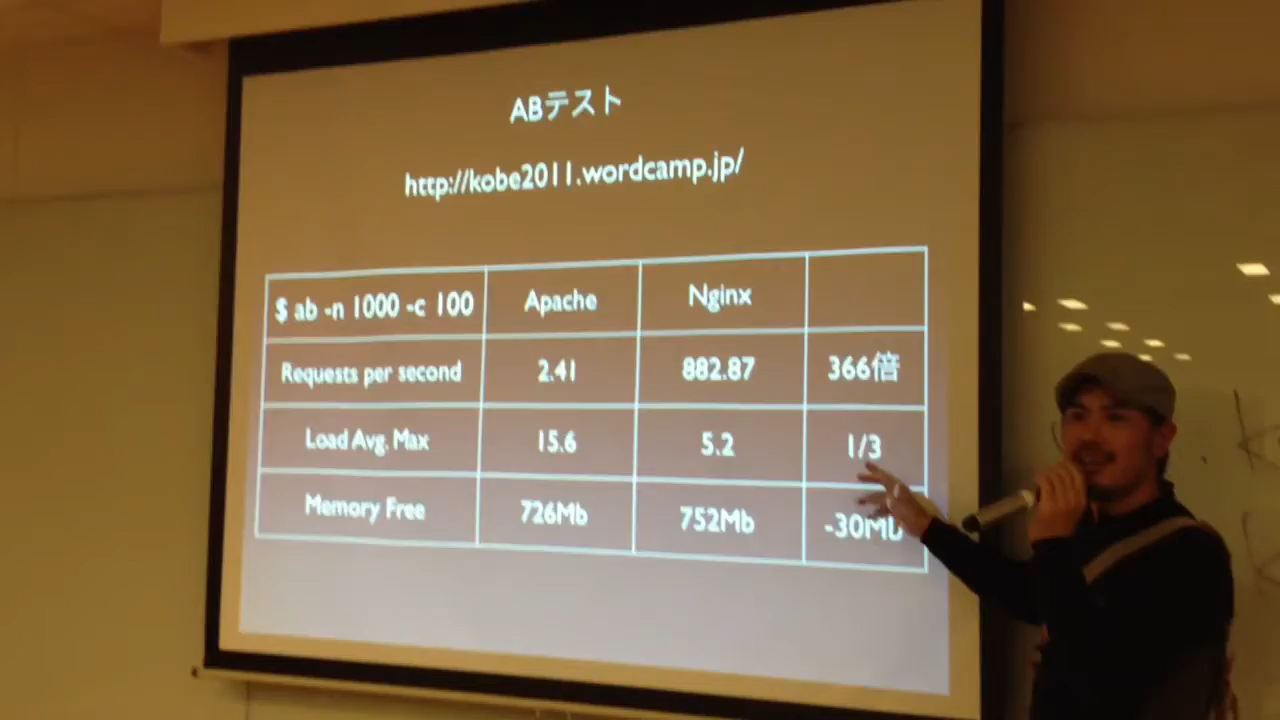 ABテスト
http://kobe2011.wordcamp.jp/
$ ab -n 1000 -c 100 Apache Nginx
Requests per second 2.41 882.87 366倍
Load Avg. Max 15.6 5.2 1/3
Memory Free 726Mb 752Mb -30Mb